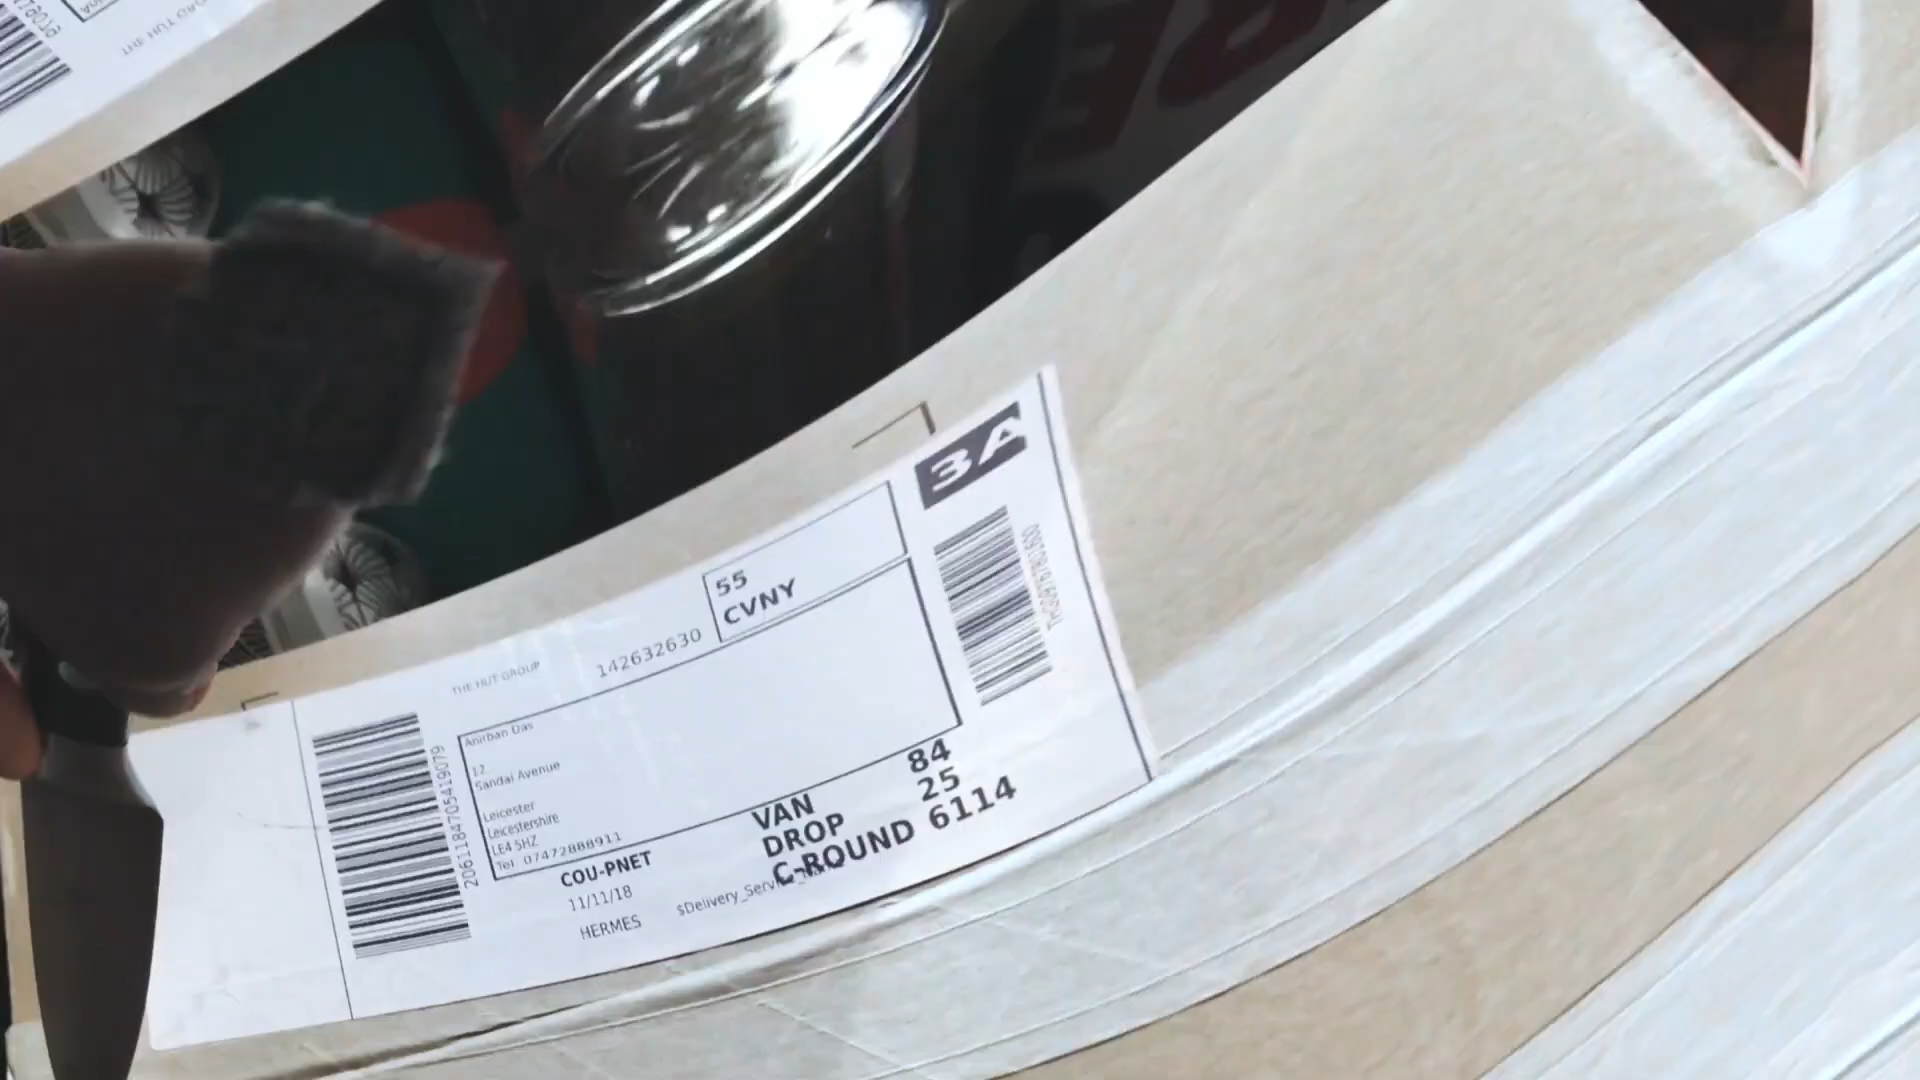 3A
55
CVNY
THE HUT GROUP
142632630
Anirban Das
12
Sandal Avenue
Leicester
Leicestershire
LE4 5HZ
Tel 07472888911
2061184705419079
VAN 84
DROP 25
C-ROUND 6114
COU-PNET
11/11/18
HERMES